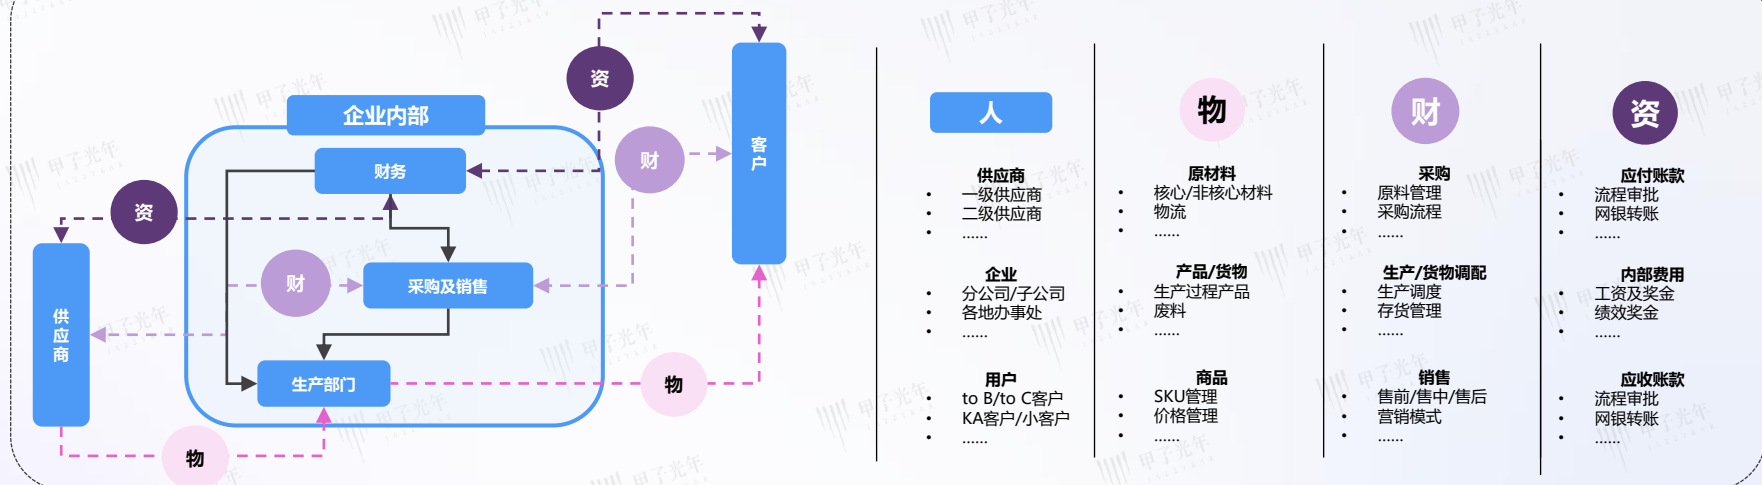 资
客户
企业内部
财务
财
资
财
采购及销售
供应商
生产部门
物
物
人
供应商
• 一级供应商
• 二级供应商
• ……
企业
• 分公司/子公司
• 各地办事处
• ……
用户
• to B/to C客户
• KA客户/小客户
• ……
物
原材料
• 核心/非核心材料
• 物流
• ……
产品/货物
• 生产过程产品
• 废料
• ……
商品
• SKU管理
• 价格管理
• ……
财
采购
• 原料管理
• 采购流程
• ……
生产/货物调配
• 生产调度
• 存货管理
• ……
销售
• 售前/售中/售后
• 营销模式
• ……
资
应付账款
• 流程审批
• 网银转账
• ……
内部费用
• 工资及奖金
• 绩效奖金
• ……
应收账款
• 流程审批
• 网银转账
• ……
甲子光年